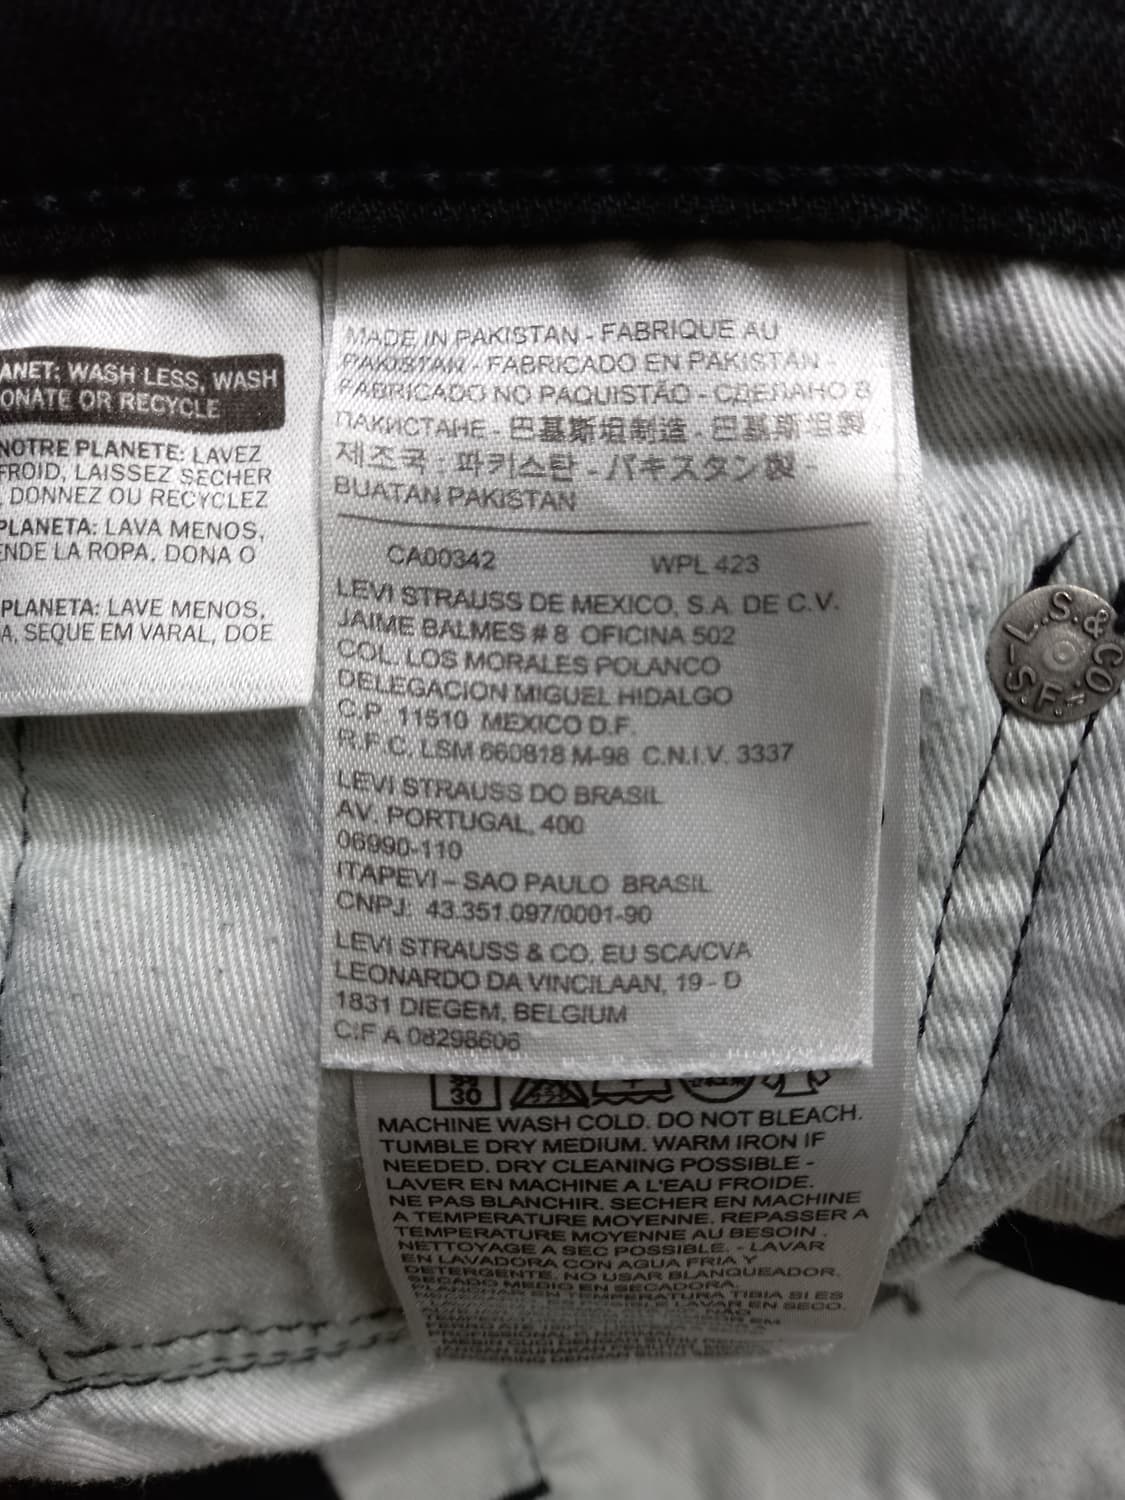 ANET: WASH LESS, WASH
ONATE OR RECYCLE
NOTRE PLANETE: LAVEZ
FROID, LAISSEZ SECHER
DONNEZ OU RECYCLEZ
PLANETA: LAVA MENOS,
ENDE LA ROPA, DONA O
PLANETA: LAVE MENOS,
A, SEQUE EM VARAL, DOE
MADE IN PAKISTAN - FABRIQUE AU
PAKISTAN - FABRICADO EN PAKISTAN -
FABRICADO NO PAQUISTÃO - СДЕЛАНО В
ПАКИСТАНЕ - 巴基斯坦制造 - 巴基斯坦製
제조국 : 파키스탄 - パキスタン製 -
BUATAN PAKISTAN
CA00342 WPL 423
LEVI STRAUSS DE MEXICO, S.A. DE C.V.
JAIME BALMES # 8 OFICINA 502
COL. LOS MORALES POLANCO
DELEGACION MIGUEL HIDALGO
C.P. 11510 MEXICO D.F.
R.F.C. LSM 660818 M-98 C.N.I.V. 3337
LEVI STRAUSS DO BRASIL
AV. PORTUGAL, 400
06990-110
ITAPEVI – SAO PAULO BRASIL
CNPJ: 43.351.097/0001-90
LEVI STRAUSS & CO. EU SCA/CVA
LEONARDO DA VINCILAAN, 19 - D
1831 DIEGEM, BELGIUM
C.I.F A 08298606
30
MACHINE WASH COLD. DO NOT BLEACH.
TUMBLE DRY MEDIUM. WARM IRON IF
NEEDED. DRY CLEANING POSSIBLE -
LAVER EN MACHINE A L'EAU FROIDE.
NE PAS BLANCHIR. SECHER EN MACHINE
A TEMPERATURE MOYENNE. REPASSER A
TEMPERATURE MOYENNE AU BESOIN .
NETTOYAGE A SEC POSSIBLE. - LAVAR
EN LAVADORA CON AGUA FRIA Y
DETERGENTE. NO USAR BLANQUEADOR.
SECADO MEDIO EN SECADORA.
PLANCHAR EN TEMPERATURA TIBIA SI ES
LAVAR EN SECO.
L.S.& CO
-S.F.-